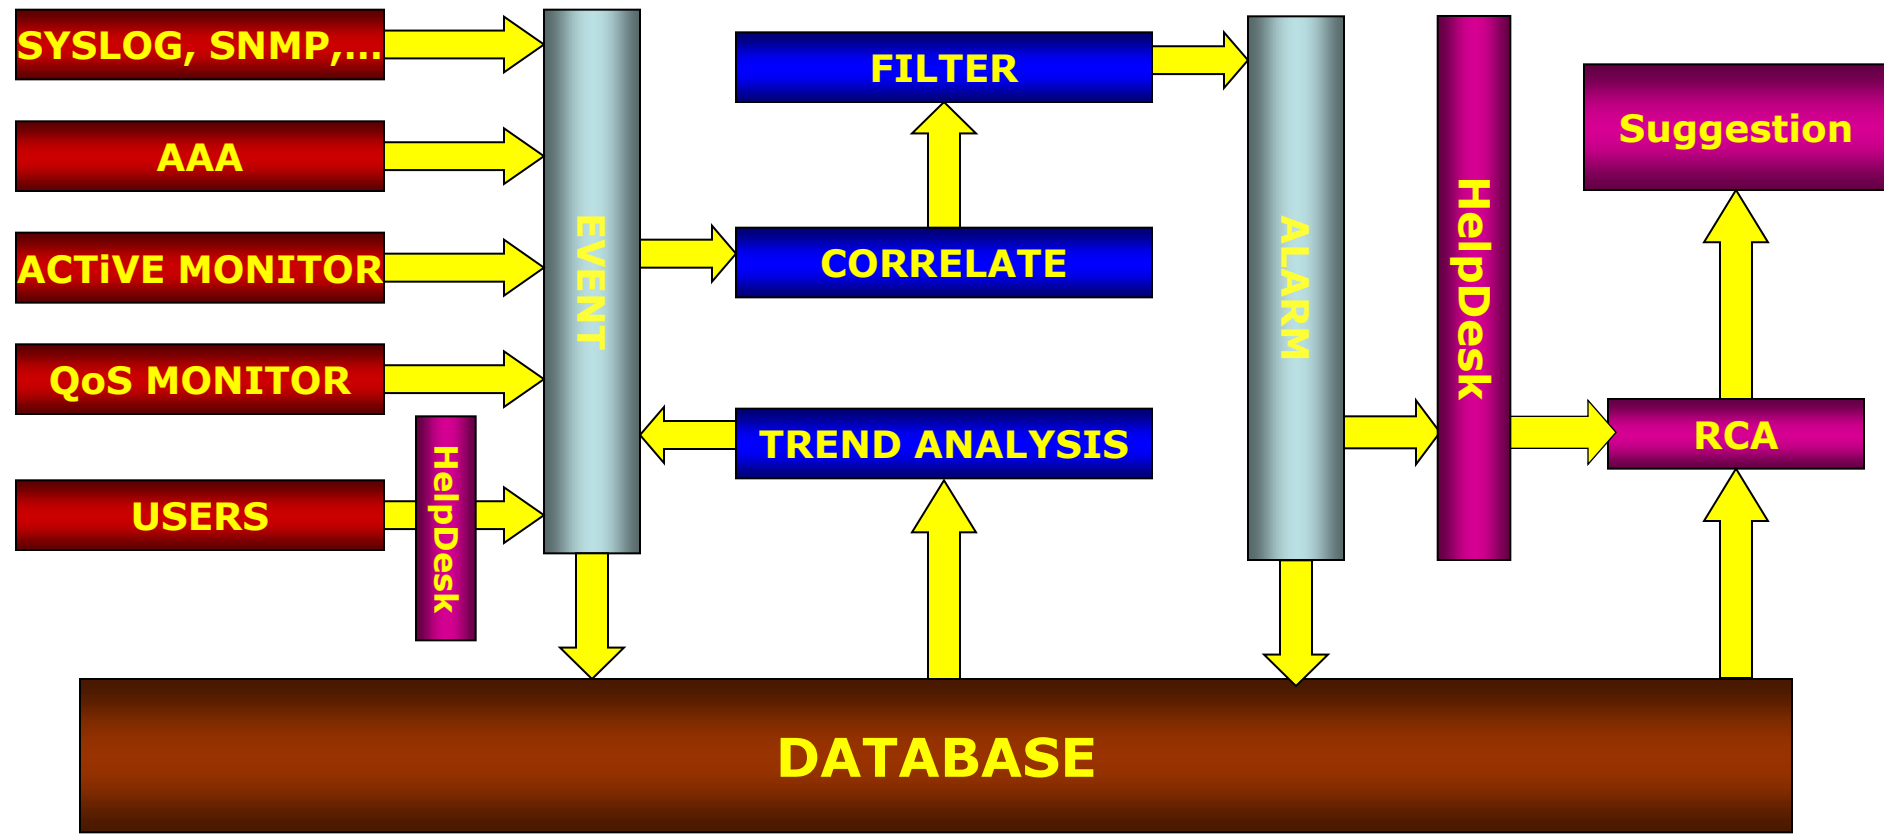 SYSLOG, SNMP,...
AAA
ACTiVE MONITOR
QoS MONITOR
USERS
HelpDesk
EVENT
FILTER
CORRELATE
TREND ANALYSIS
ALARM
HelpDesk
Suggestion
RCA
DATABASE